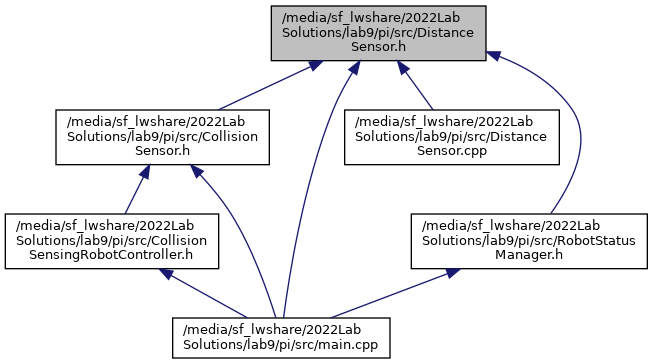 /media/sf_lwshare/2022Lab
Solutions/lab9/pi/src/Distance
Sensor.h
/media/sf_lwshare/2022Lab
Solutions/lab9/pi/src/Collision
Sensor.h
/media/sf_lwshare/2022Lab
Solutions/lab9/pi/src/Distance
Sensor.cpp
/media/sf_lwshare/2022Lab
Solutions/lab9/pi/src/Collision
SensingRobotController.h
/media/sf_lwshare/2022Lab
Solutions/lab9/pi/src/RobotStatus
Manager.h
/media/sf_lwshare/2022Lab
Solutions/lab9/pi/src/main.cpp